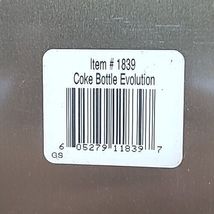 Item # 1839
Coke Bottle Evolution
6 05279 11839 7
GS